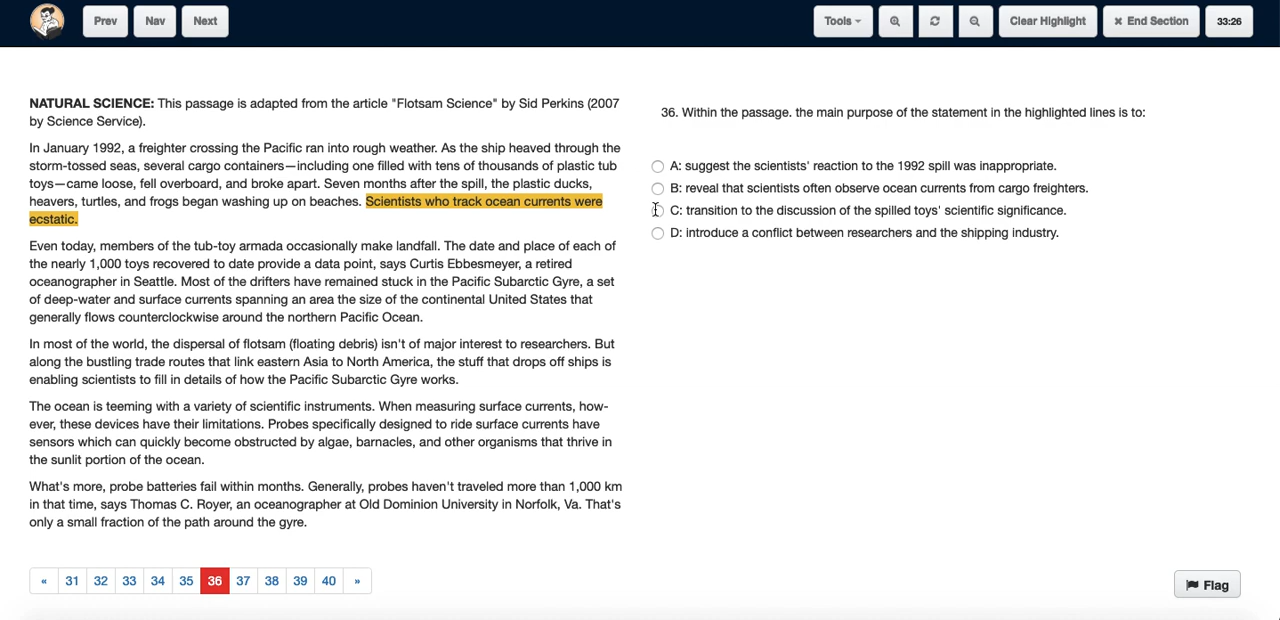 Prev Nav Next Tools Clear Highlight × End Section 33:26
NATURAL SCIENCE: This passage is adapted from the article "Flotsam Science" by Sid Perkins (2007
by Science Service).
In January 1992, a freighter crossing the Pacific ran into rough weather. As the ship heaved through the
storm-tossed seas, several cargo containers—including one filled with tens of thousands of plastic tub
toys—came loose, fell overboard, and broke apart. Seven months after the spill, the plastic ducks,
heavers, turtles, and frogs began washing up on beaches. Scientists who track ocean currents were
ecstatic.
Even today, members of the tub-toy armada occasionally make landfall. The date and place of each of
the nearly 1,000 toys recovered to date provide a data point, says Curtis Ebbesmeyer, a retired
oceanographer in Seattle. Most of the drifters have remained stuck in the Pacific Subarctic Gyre, a set
of deep-water and surface currents spanning an area the size of the continental United States that
generally flows counterclockwise around the northern Pacific Ocean.
In most of the world, the dispersal of flotsam (floating debris) isn't of major interest to researchers. But
along the bustling trade routes that link eastern Asia to North America, the stuff that drops off ships is
enabling scientists to fill in details of how the Pacific Subarctic Gyre works.
The ocean is teeming with a variety of scientific instruments. When measuring surface currents, how-
ever, these devices have their limitations. Probes specifically designed to ride surface currents have
sensors which can quickly become obstructed by algae, barnacles, and other organisms that thrive in
the sunlit portion of the ocean.
What's more, probe batteries fail within months. Generally, probes haven't traveled more than 1,000 km
in that time, says Thomas C. Royer, an oceanographer at Old Dominion University in Norfolk, Va. That's
only a small fraction of the path around the gyre.
36. Within the passage. the main purpose of the statement in the highlighted lines is to:
A: suggest the scientists' reaction to the 1992 spill was inappropriate.
B: reveal that scientists often observe ocean currents from cargo freighters.
C: transition to the discussion of the spilled toys' scientific significance.
D: introduce a conflict between researchers and the shipping industry.
« 31 32 33 34 35 36 37 38 39 40 »
Flag